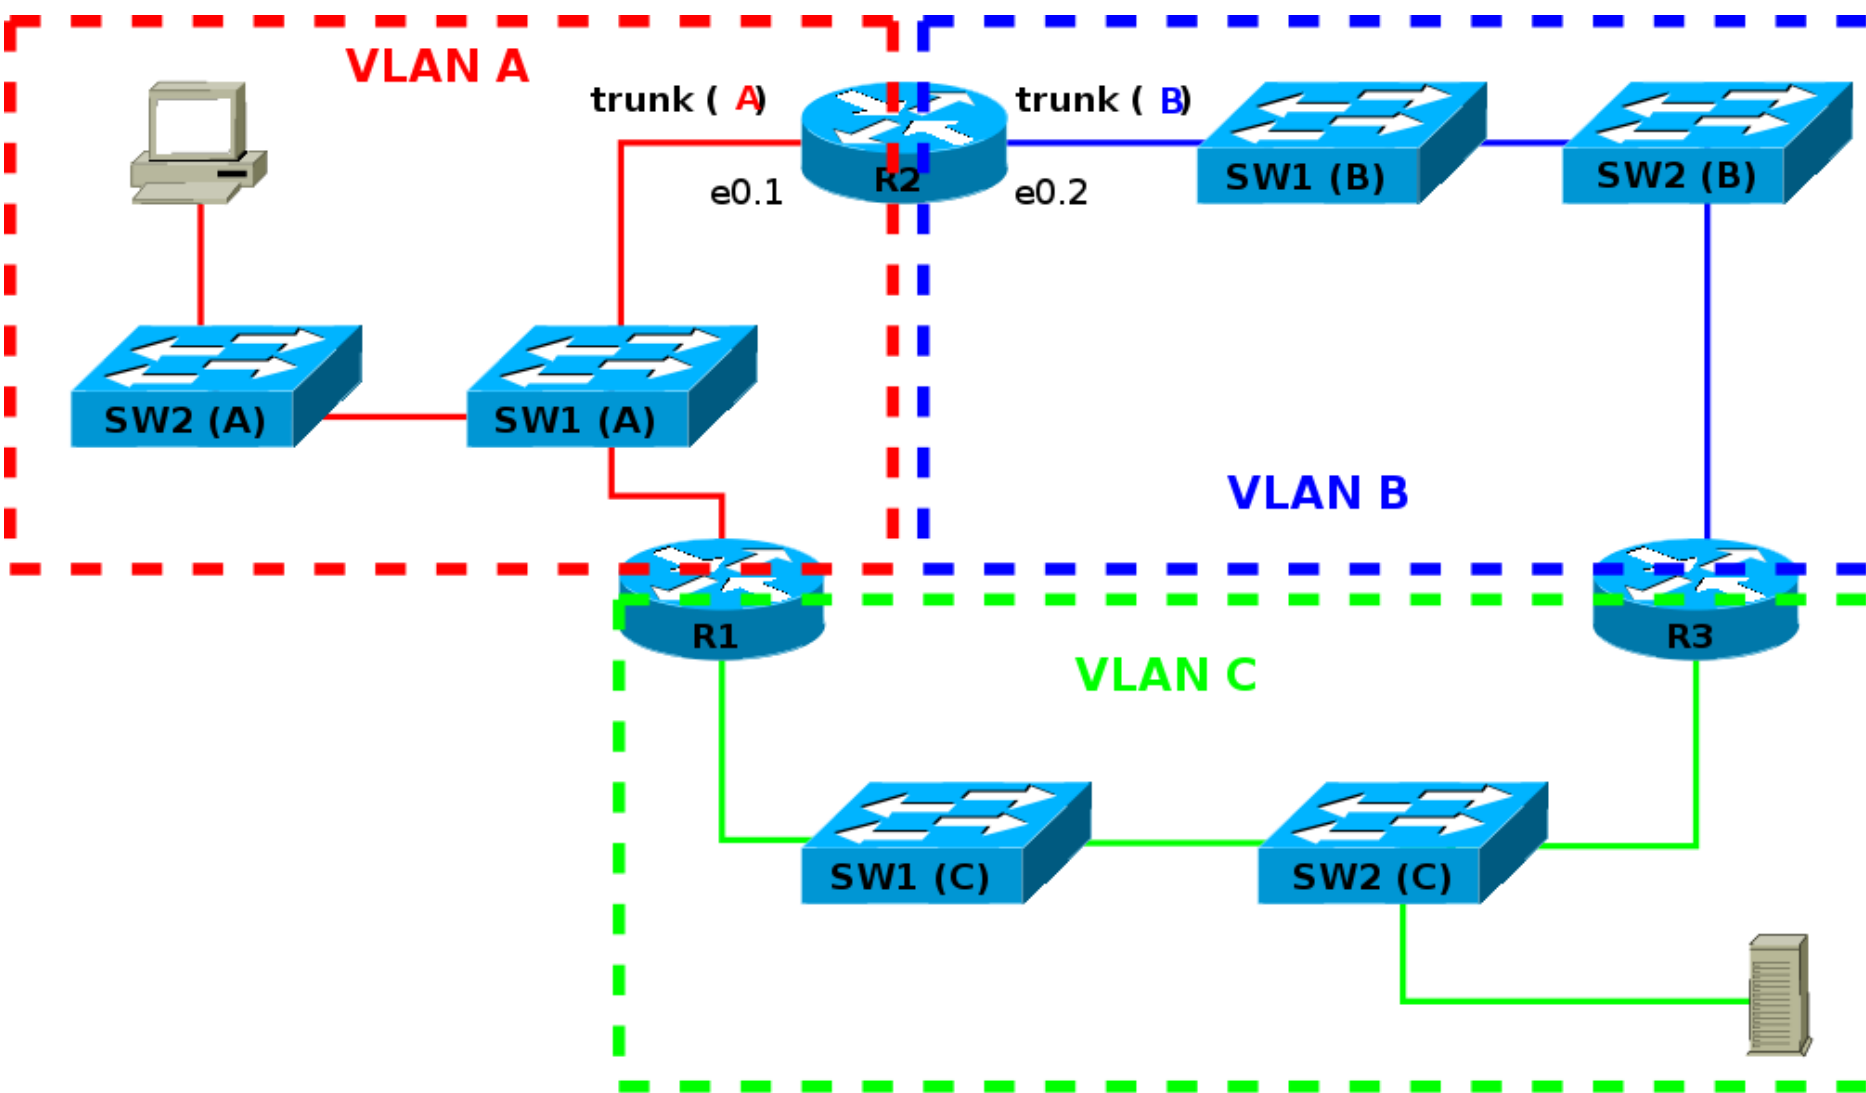 VLAN A
trunk ( A)
R2
trunk ( B)
SW1 (B)
SW2 (B)
e0.1
e0.2
SW2 (A)
SW1 (A)
VLAN B
R1
R3
VLAN C
SW1 (C)
SW2 (C)